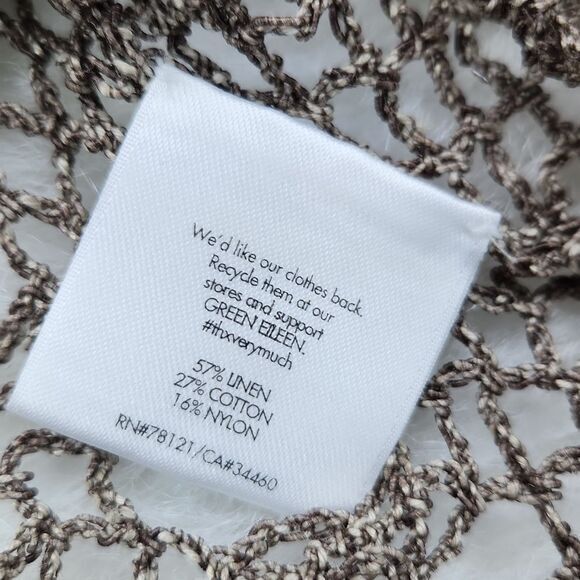 We'd like our clothes back.
Recycle them at our
stores and support
GREEN EILEEN.
#thxverymuch
57% LINEN
27% COTTON
16% NYLON
RN#78121/CA#34460